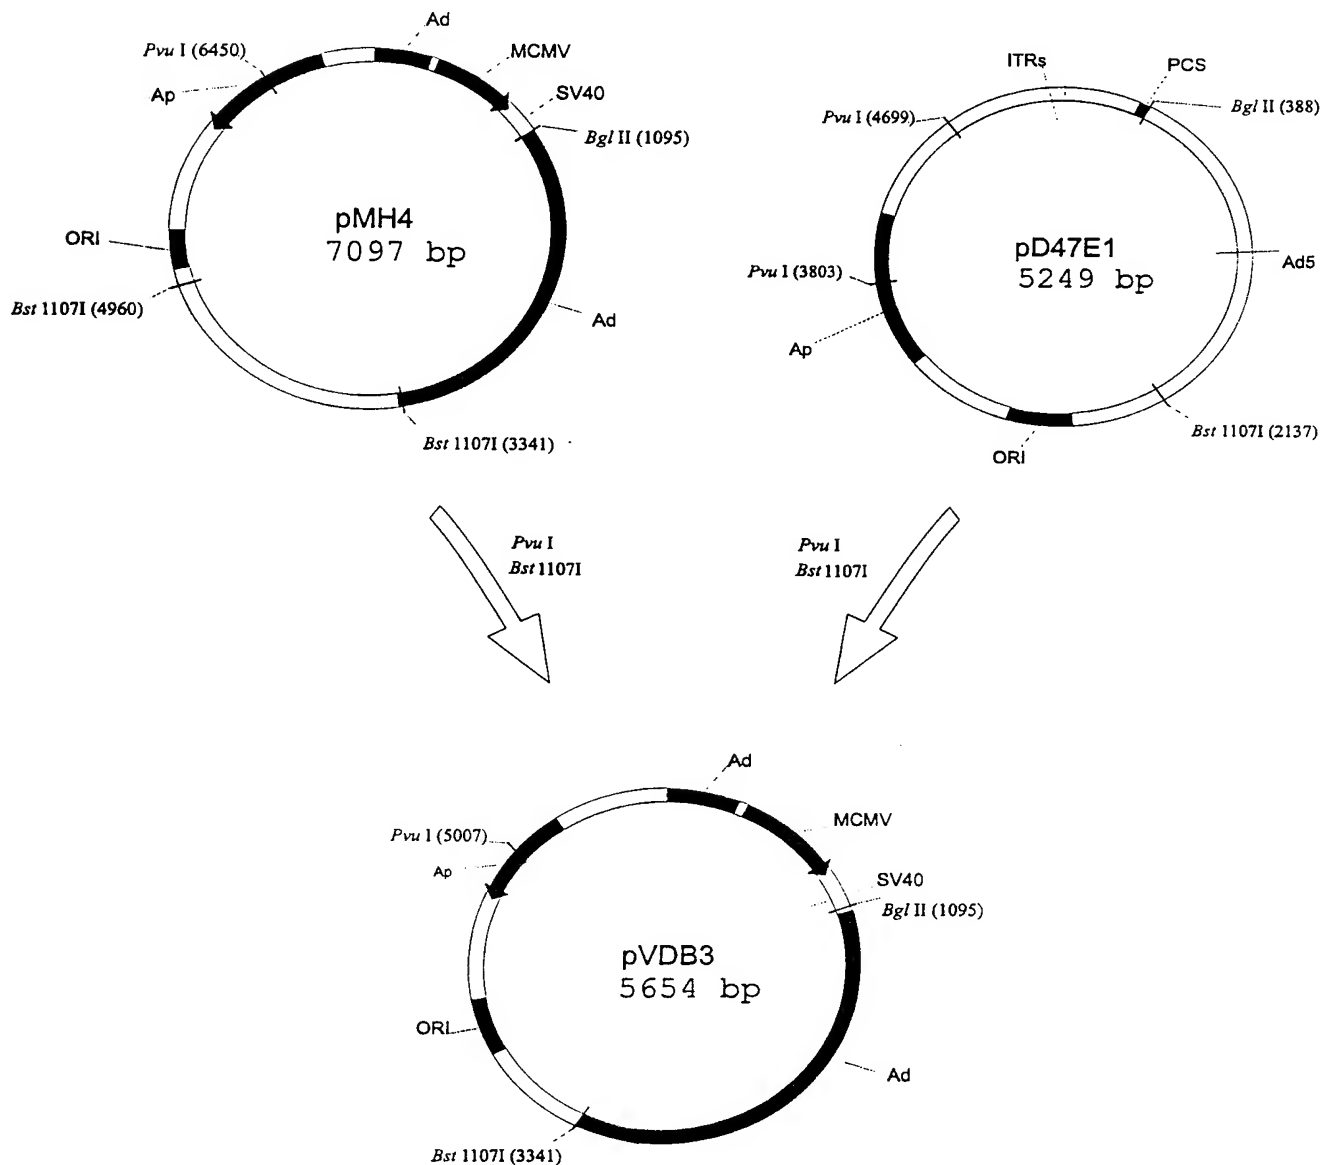 Ad
Pvu I (6450)
MCMV
Ap
SV40
Bgl II (1095)
pMH4
7097 bp
ORI
Bst 1107I (4960)
Ad
Bst 1107I (3341)
ITRs
PCS
Bgl II (388)
Pvu I (4699)
pD47E1
5249 bp
Ad5
Pvu I (3803)
Ap
Bst 1107I (2137)
ORI
Pvu I
Bst 1107I
Pvu I
Bst 1107I
Ad
MCMV
Pvu I (5007)
Ap
SV40
Bgl II (1095)
pVDB3
5654 bp
ORI
Ad
Bst 1107I (3341)